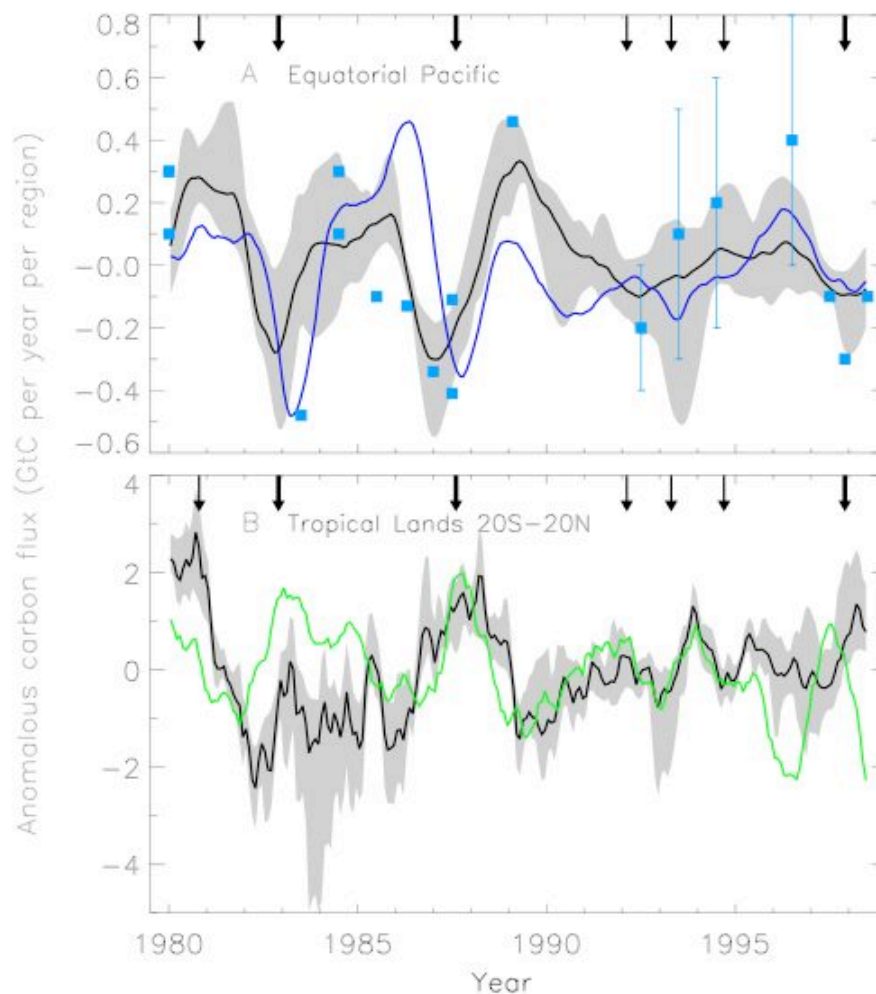 Anomalous carbon flux (GtC per year per region)
A Equatorial Pacific
0.8
0.6
0.4
0.2
-0.0
-0.2
-0.4
-0.6
B Tropical Lands 20S-20N
4
2
0
-2
-4
1980 1985 1990 1995
Year